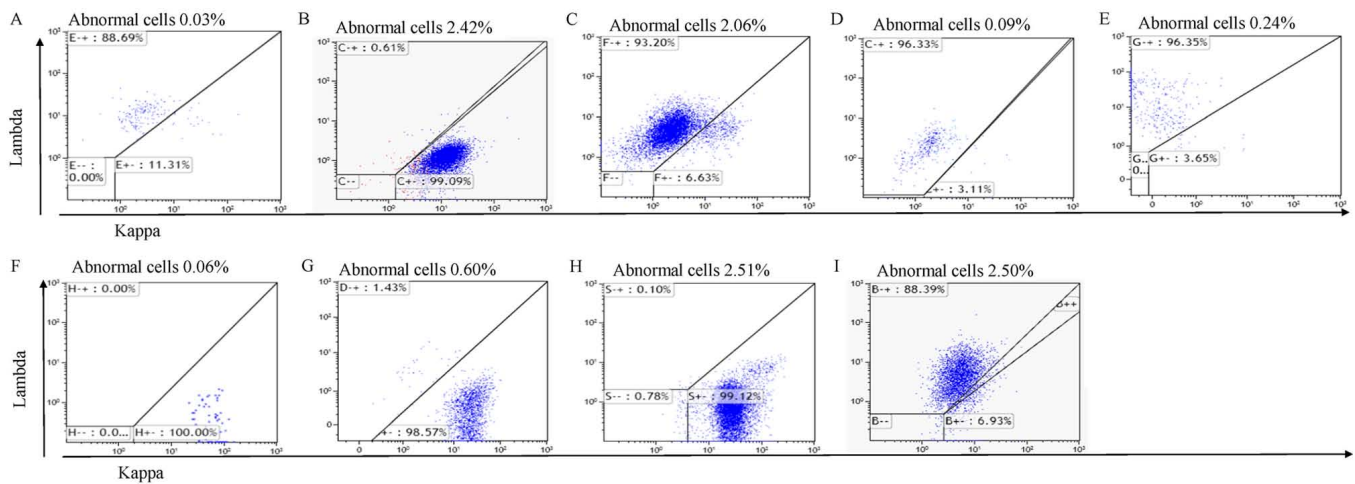 A
Abnormal cells 0.03%
B
Abnormal cells 2.42%
C
Abnormal cells 2.06%
D
Abnormal cells 0.09%
E
Abnormal cells 0.24%
E-+ : 88.69%
E-- :
0.00%
E+- : 11.31%
C-+ : 0.61%
C--
C+- : 99.09%
F-+ : 93.20%
F--
F+- : 6.63%
C-+ : 96.33%
+- : 3.11%
G-+ : 96.35%
G..
0...
G+- : 3.65%
Lambda
Kappa
F
Abnormal cells 0.06%
G
Abnormal cells 0.60%
H
Abnormal cells 2.51%
I
Abnormal cells 2.50%
H-+ : 0.00%
H-- : 0.0...
H+- : 100.00%
D-+ : 1.43%
+- : 98.57%
S-+ : 0.10%
S-- : 0.78%
S+- : 99.12%
B-+ : 88.39%
B++
B--
B+- : 6.93%
Lambda
Kappa